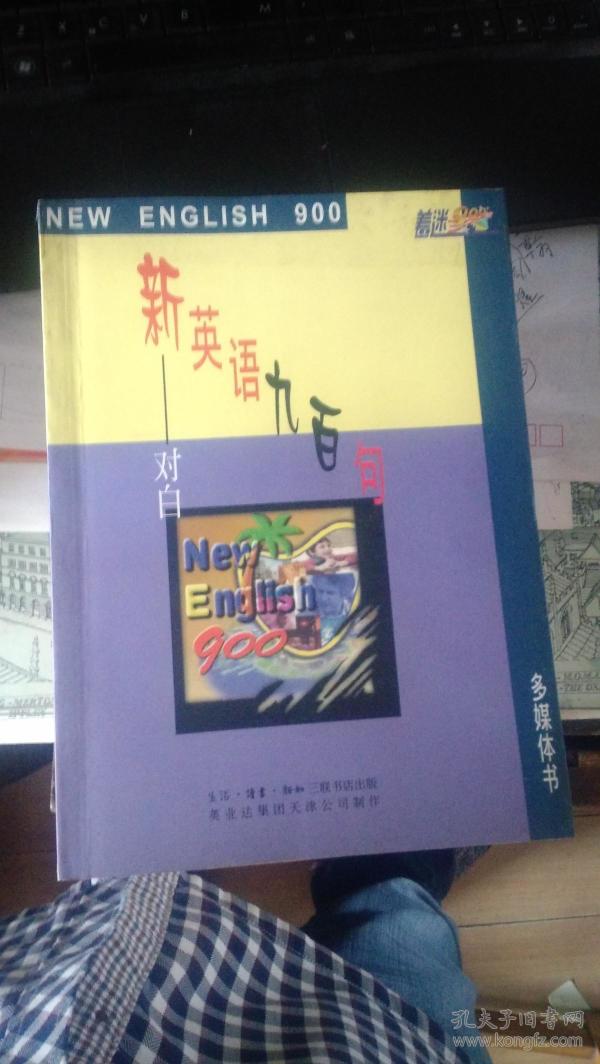 NEW ENGLISH 900
着迷
新英语九百句
——对白
New
English
900
多媒体书
生活·读书·新知三联书店出版
英业达集团天津公司制作
孔夫子旧书网
www.kongfz.com